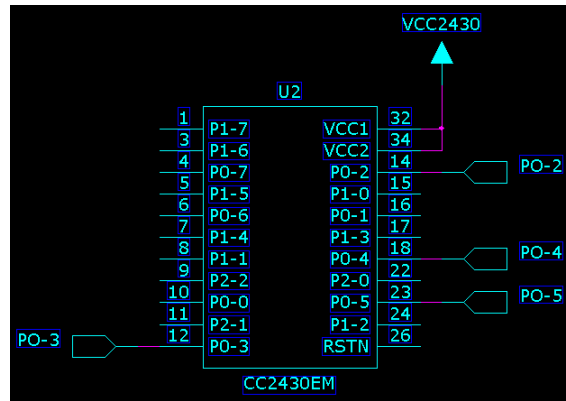 VCC2430
U2
1 P1-7 VCC1 32
3 P1-6 VCC2 34
4 P0-7 P0-2 14 PO-2
5 P1-5 P1-0 15
6 P0-6 P0-1 16
7 P1-4 P1-3 17
8 P1-1 P0-4 18 PO-4
9 P2-2 P2-0 22
10 P0-0 P0-5 23 PO-5
11 P2-1 P1-2 24
PO-3 12 P0-3 RSTN 26
CC2430EM